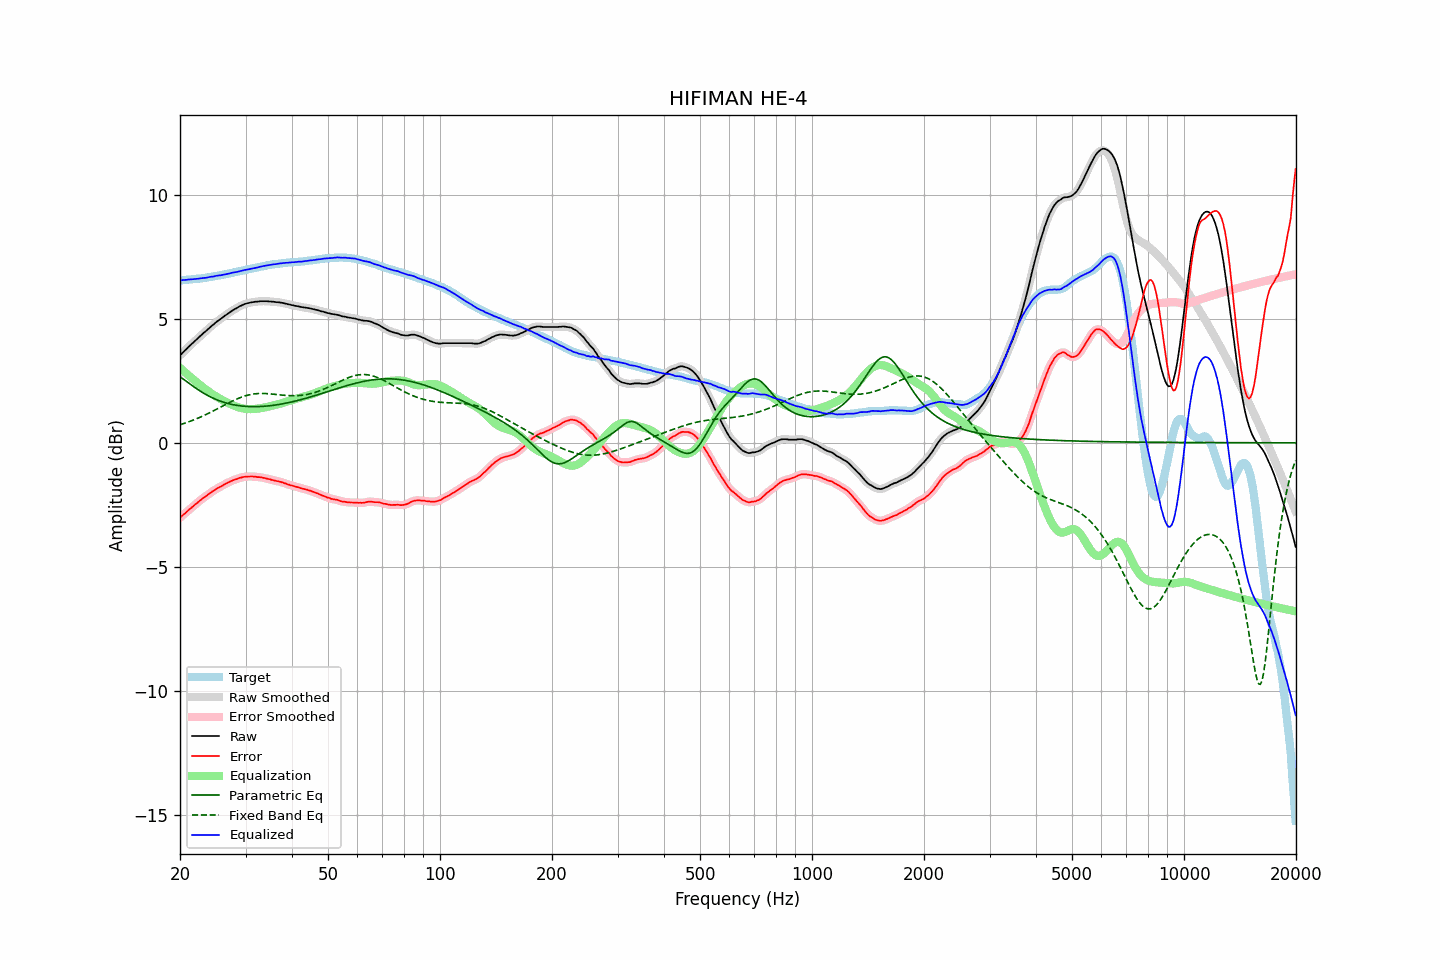 HIFIMAN HE-4
Amplitude (dBr)
10
5
0
−5
−10
−15
Target
Raw Smoothed
Error Smoothed
Raw
Error
Equalization
Parametric Eq
Fixed Band Eq
Equalized
20 50 100 200 500 1000 2000 5000 10000 20000
Frequency (Hz)